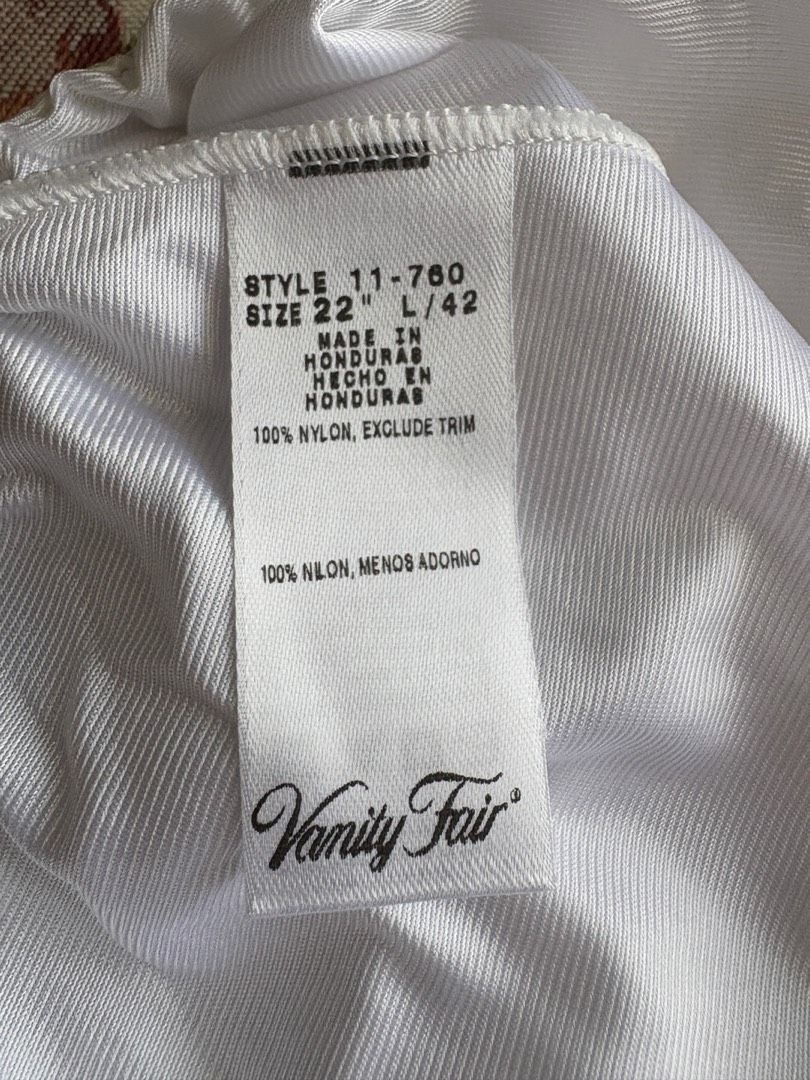 STYLE 11-760
SIZE 22" L/42
MADE IN
HONDURAS
HECHO EN
HONDURAS
100% NYLON, EXCLUDE TRIM
100% NILON, MENOS ADORNO
Vanity Fair®